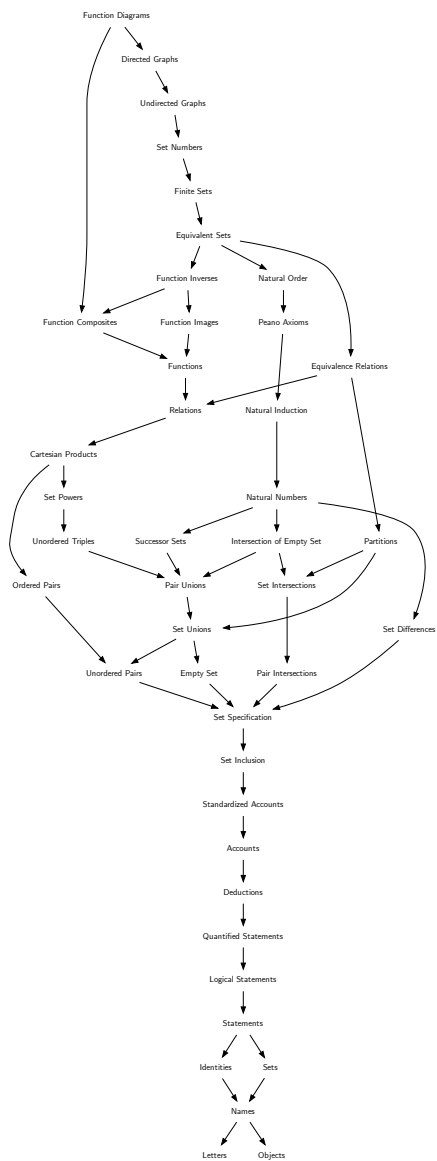 Function Diagrams
Directed Graphs
Undirected Graphs
Set Numbers
Finite Sets
Equivalent Sets
Function Inverses
Natural Order
Function Composites
Function Images
Peano Axioms
Functions
Equivalence Relations
Relations
Natural Induction
Cartesian Products
Set Powers
Natural Numbers
Unordered Triples
Successor Sets
Intersection of Empty Set
Partitions
Ordered Pairs
Pair Unions
Set Intersections
Set Unions
Set Differences
Unordered Pairs
Empty Set
Pair Intersections
Set Specification
Set Inclusion
Standardized Accounts
Accounts
Deductions
Quantified Statements
Logical Statements
Statements
Identities
Sets
Names
Letters
Objects